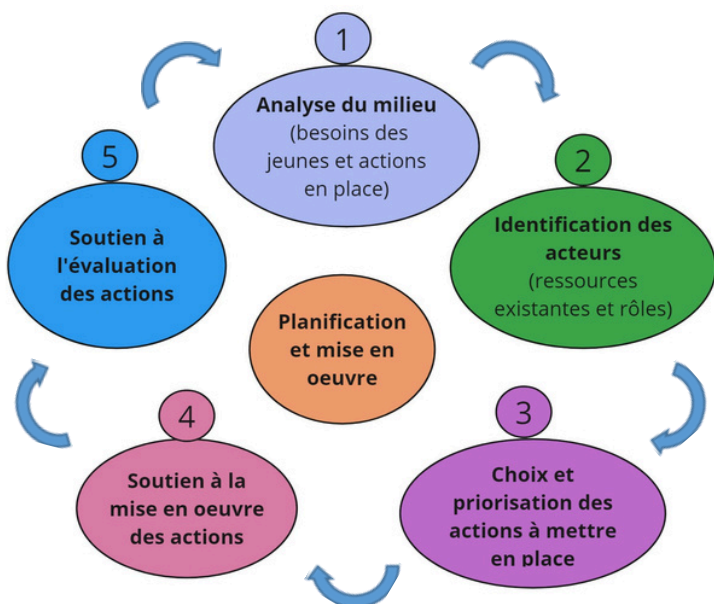 1
Analyse du milieu
(besoins des
jeunes et actions
en place)
2
Identification des
acteurs
(ressources
existantes et rôles)
3
Choix et
priorisation des
actions à mettre
en place
4
Soutien à la
mise en oeuvre
des actions
5
Soutien à
l'évaluation
des actions
Planification
et mise en
oeuvre